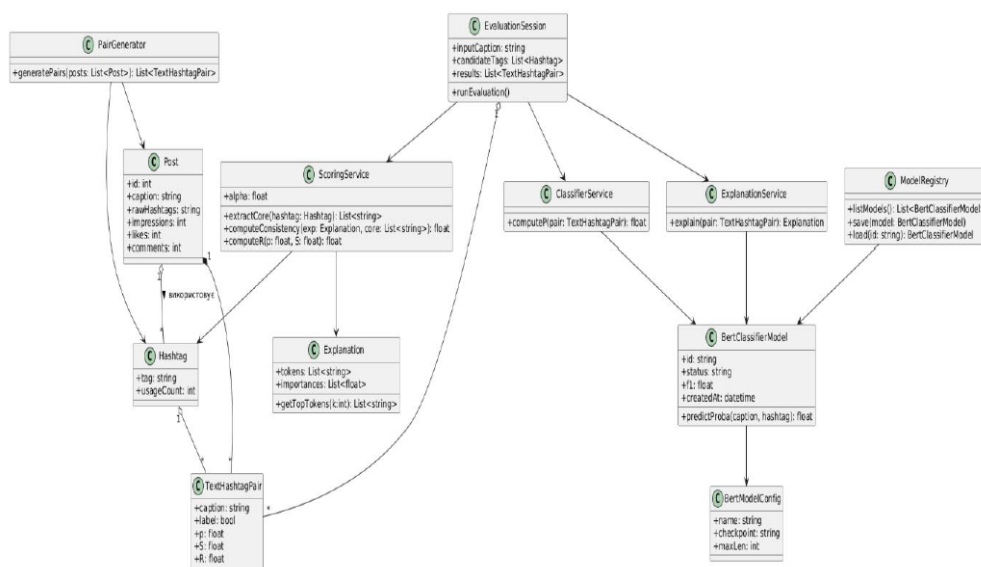 C PairGenerator
+generatePairs(posts: List<Post>): List<TextHashtagPair>
C EvaluationSession
+inputCaption: string
+candidateTags: List<Hashtag>
+results: List<TextHashtagPair>
+runEvaluation()
1
C Post
+id: int
+caption: string
+rawHashtags: string
+impressions: int
+likes: int
+comments: int
1
1
використовує
*
C ScoringService
+alpha: float
+extractCore(hashtag: Hashtag): List<string>
+computeConsistency(exp: Explanation, core: List<string>): float
+computeR(p: float, S: float): float
C ClassifierService
+computeP(pair: TextHashtagPair): float
C ExplanationService
+explain(pair: TextHashtagPair): Explanation
C ModelRegistry
+listModels(): List<BertClassifierModel>
+save(model: BertClassifierModel)
+load(id: string): BertClassifierModel
C Hashtag
+tag: string
+usageCount: int
1
C Explanation
+tokens: List<string>
+importances: List<float>
+getTopTokens(k:int): List<string>
C BertClassifierModel
+id: string
+status: string
+f1: float
+createdAt: datetime
+predictProba(caption, hashtag): float
*
*
*
C TextHashtagPair
+caption: string
+label: bool
+p: float
+S: float
+R: float
C BertModelConfig
+name: string
+checkpoint: string
+maxLen: int